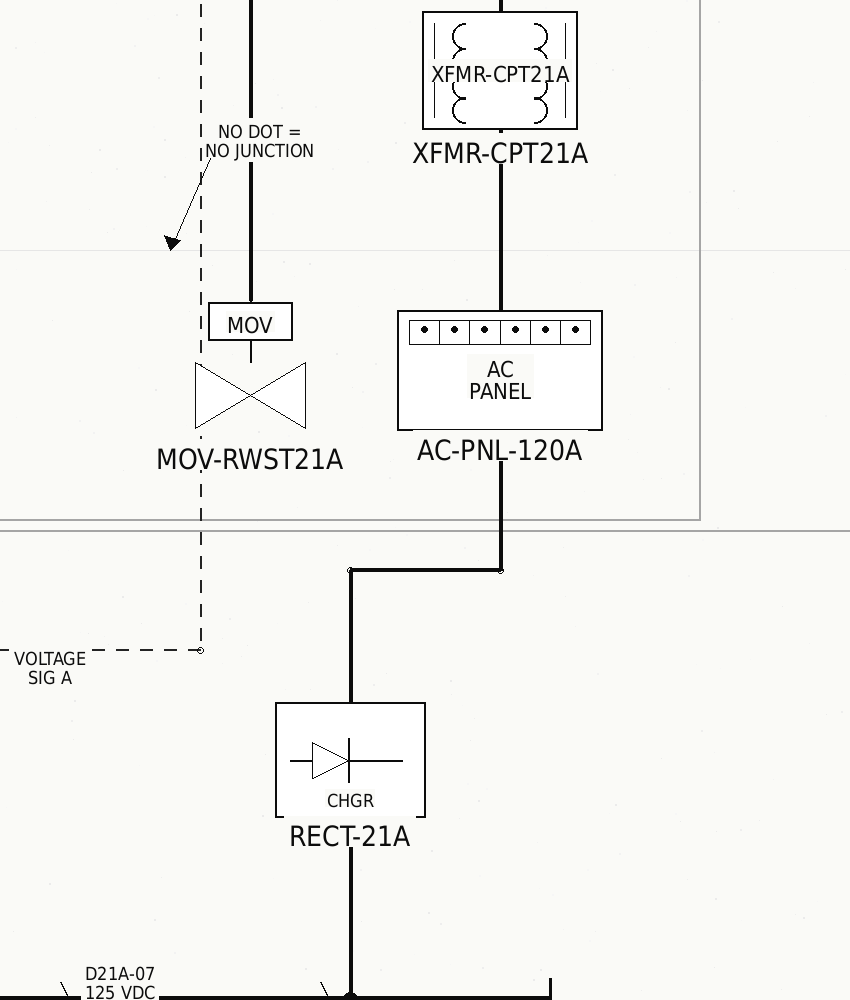 XFMR-CPT21A
XFMR-CPT21A
NO DOT =
NO JUNCTION
MOV
MOV-RWST21A
AC
PANEL
AC-PNL-120A
VOLTAGE
SIG A
CHGR
RECT-21A
D21A-07
125 VDC